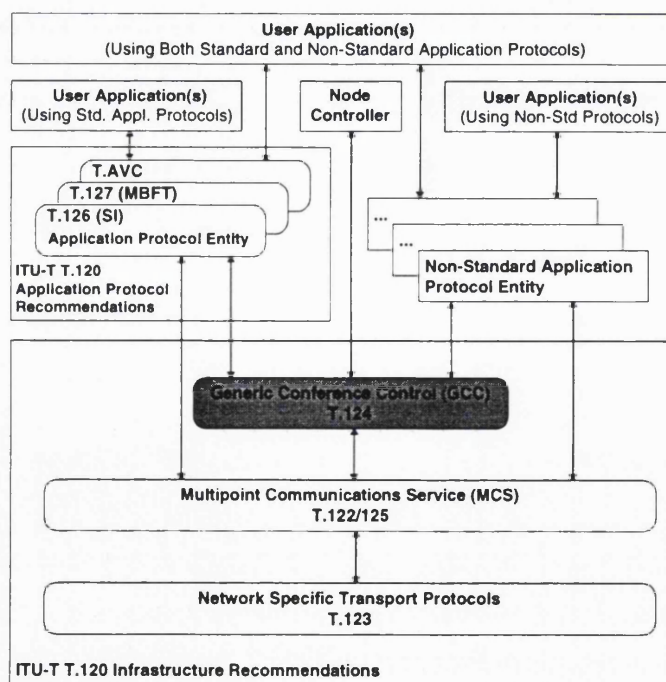 User Application(s)
(Using Both Standard and Non-Standard Application Protocols)
User Application(s)
(Using Std. Appl. Protocols)
Node
Controller
User Application(s)
(Using Non-Std Protocols)
T.AVC
T.127 (MBFT)
T.126 (SI)
Application Protocol Entity
ITU-T T.120
Application Protocol
Recommendations
...
...
Non-Standard Application
Protocol Entity
Generic Conference Control (GCC)
T.124
Multipoint Communications Service (MCS)
T.122/125
Network Specific Transport Protocols
T.123
ITU-T T.120 Infrastructure Recommendations